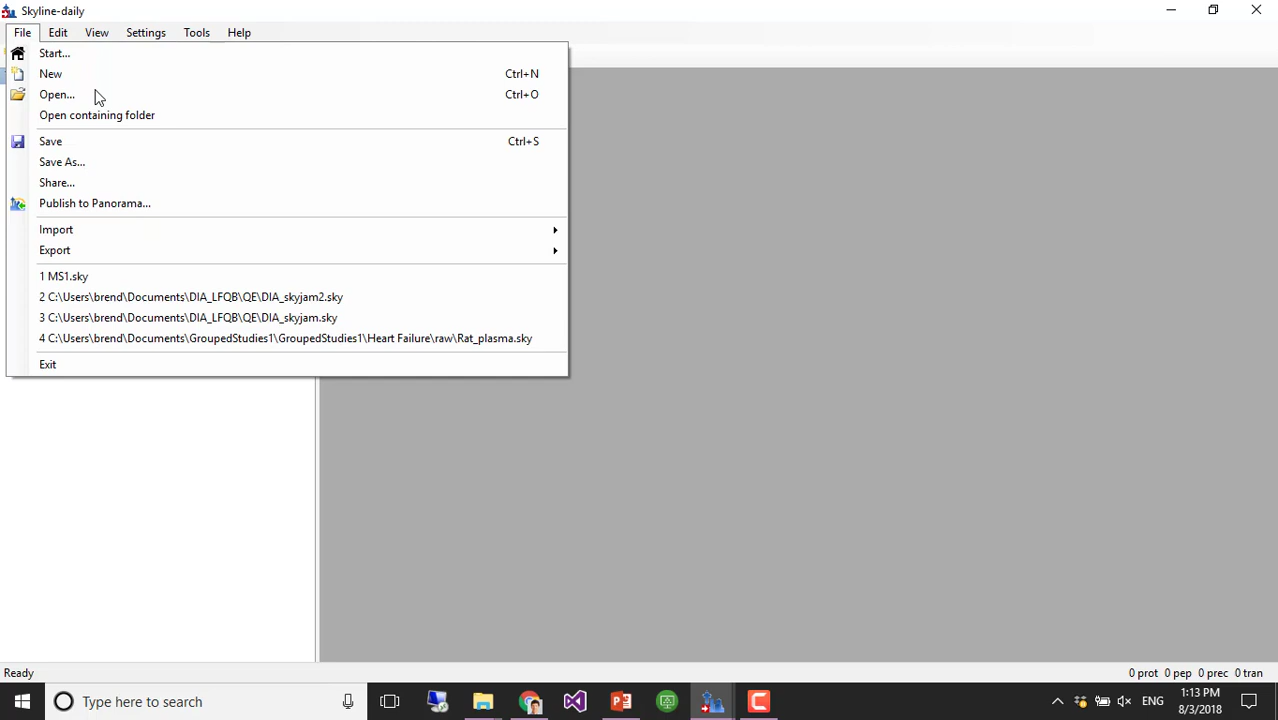 Skyline-daily
File Edit View Settings Tools Help
Start...
New Ctrl+N
Open... Ctrl+O
Open containing folder
Save Ctrl+S
Save As...
Share...
Publish to Panorama...
Import
Export
1 MS1.sky
2 C:\Users\brend\Documents\DIA_LFQB\QE\DIA_skyjam2.sky
3 C:\Users\brend\Documents\DIA_LFQB\QE\DIA_skyjam.sky
4 C:\Users\brend\Documents\GroupedStudies1\GroupedStudies1\Heart Failure\raw\Rat_plasma.sky
Exit
Ready 0 prot 0 pep 0 prec 0 tran
Type here to search ENG 1:13 PM
8/3/2018